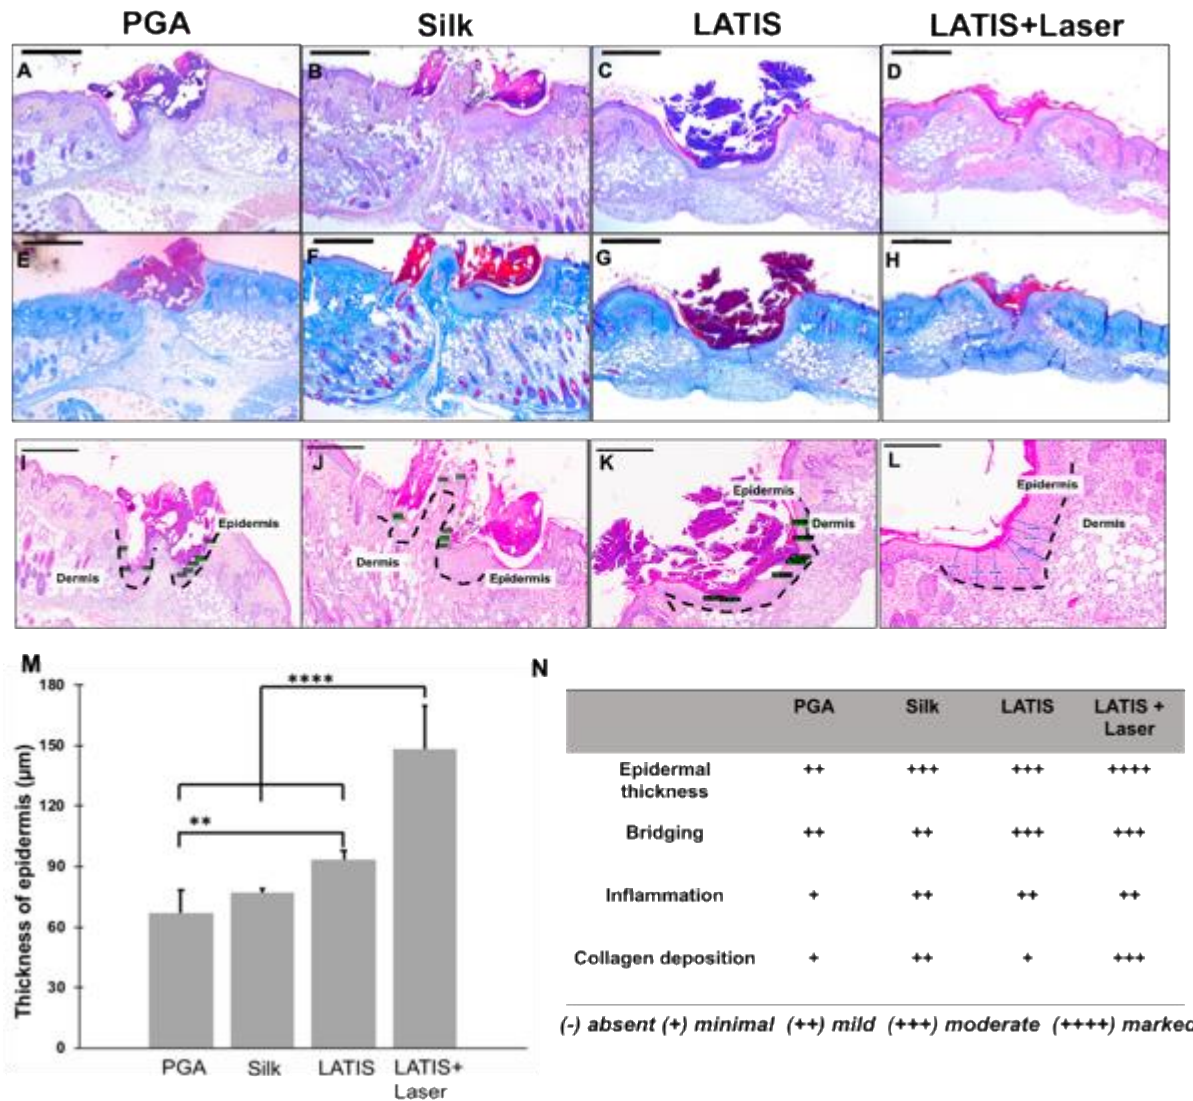 PGA Silk LATIS LATIS+Laser
A B C D
E F G H
I J K L
Epidermis Dermis
Dermis Epidermis
Epidermis Dermis
Epidermis Dermis
M
180
150
120
90
60
30
0
Thickness of epidermis (μm)
****
**
PGA Silk LATIS LATIS+
Laser
N
PGA Silk LATIS LATIS +
Laser
Epidermal
thickness ++ +++ +++ ++++
Bridging ++ ++ +++ +++
Inflammation + ++ ++ ++
Collagen deposition + ++ + +++
(-) absent (+) minimal (++) mild (+++) moderate (++++) marked